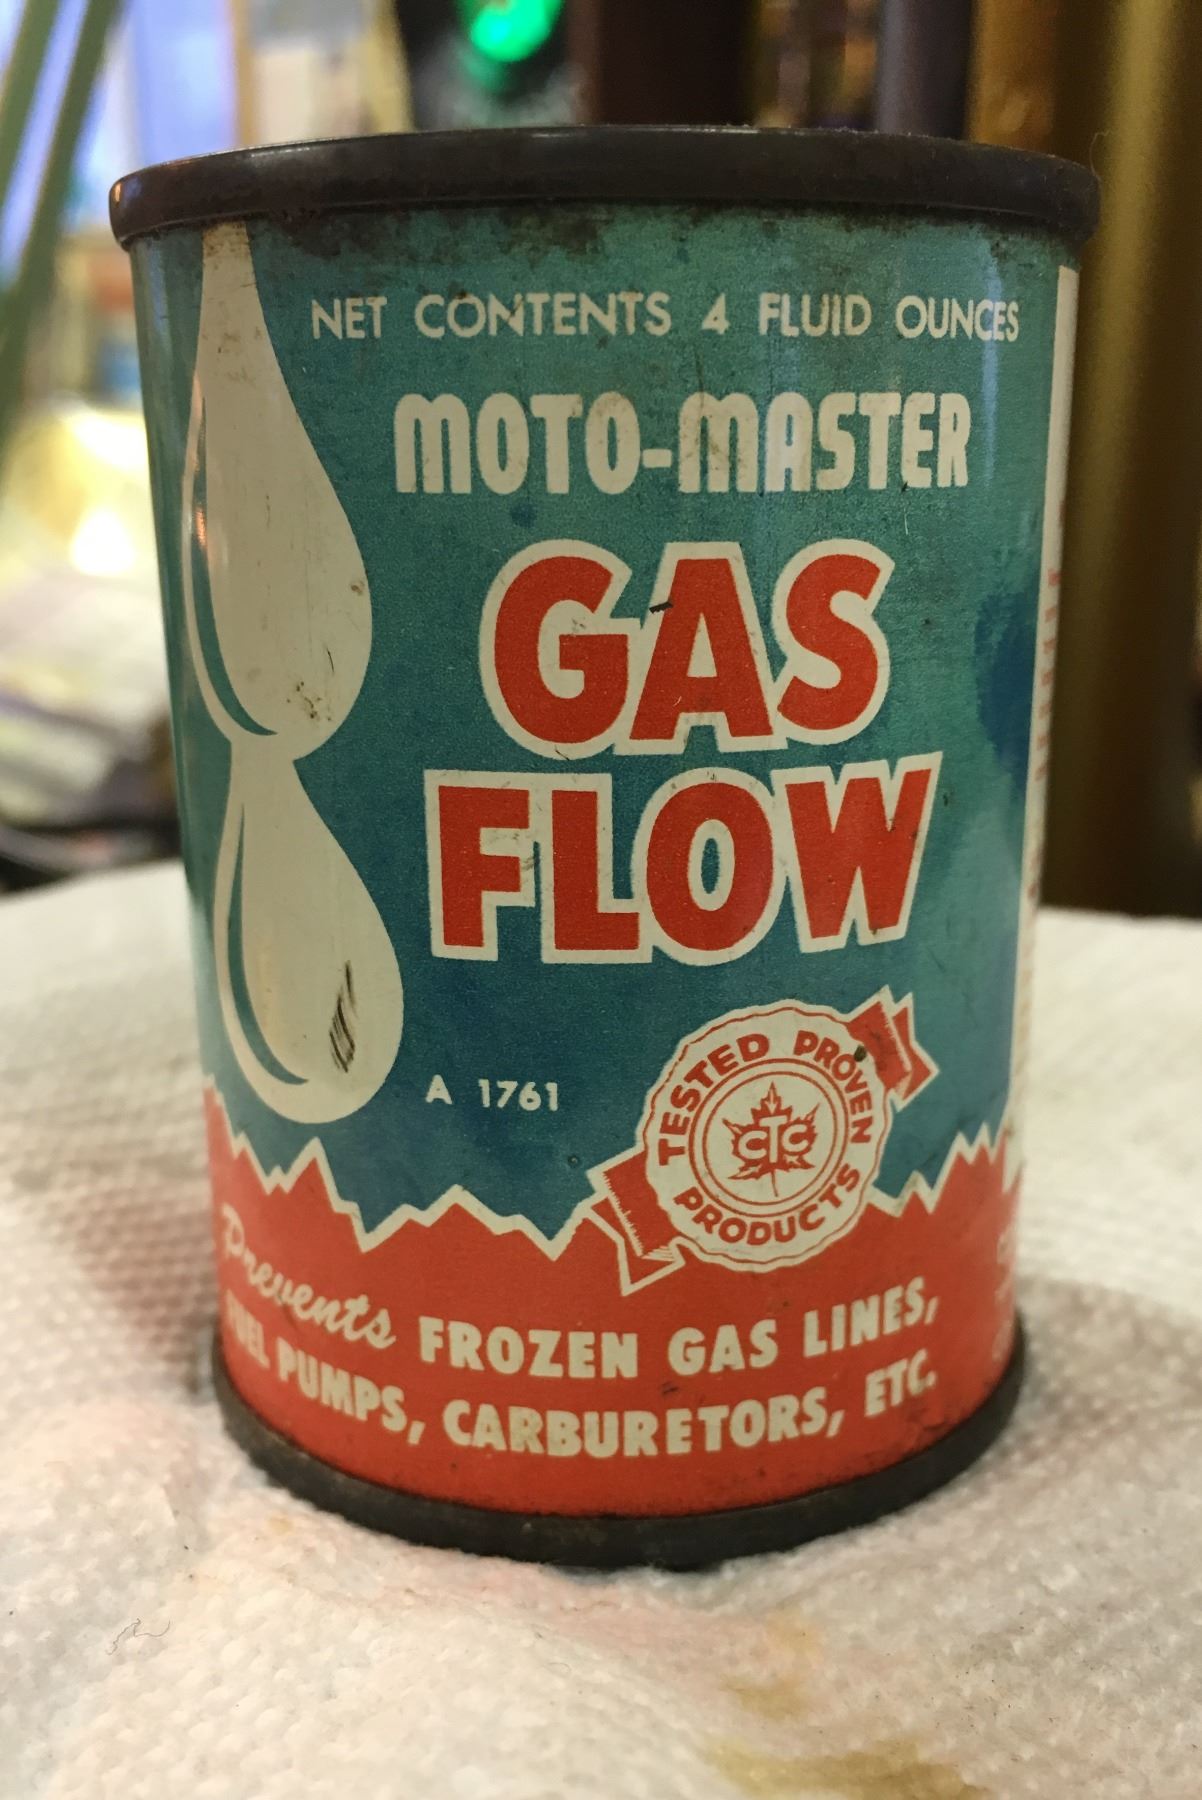 NET CONTENTS 4 FLUID OUNCES
MOTO-MASTER
GAS
FLOW
A 1761
TESTED PROVEN
PRODUCTS
CTC
Prevents FROZEN GAS LINES,
FUEL PUMPS, CARBURETORS, ETC.